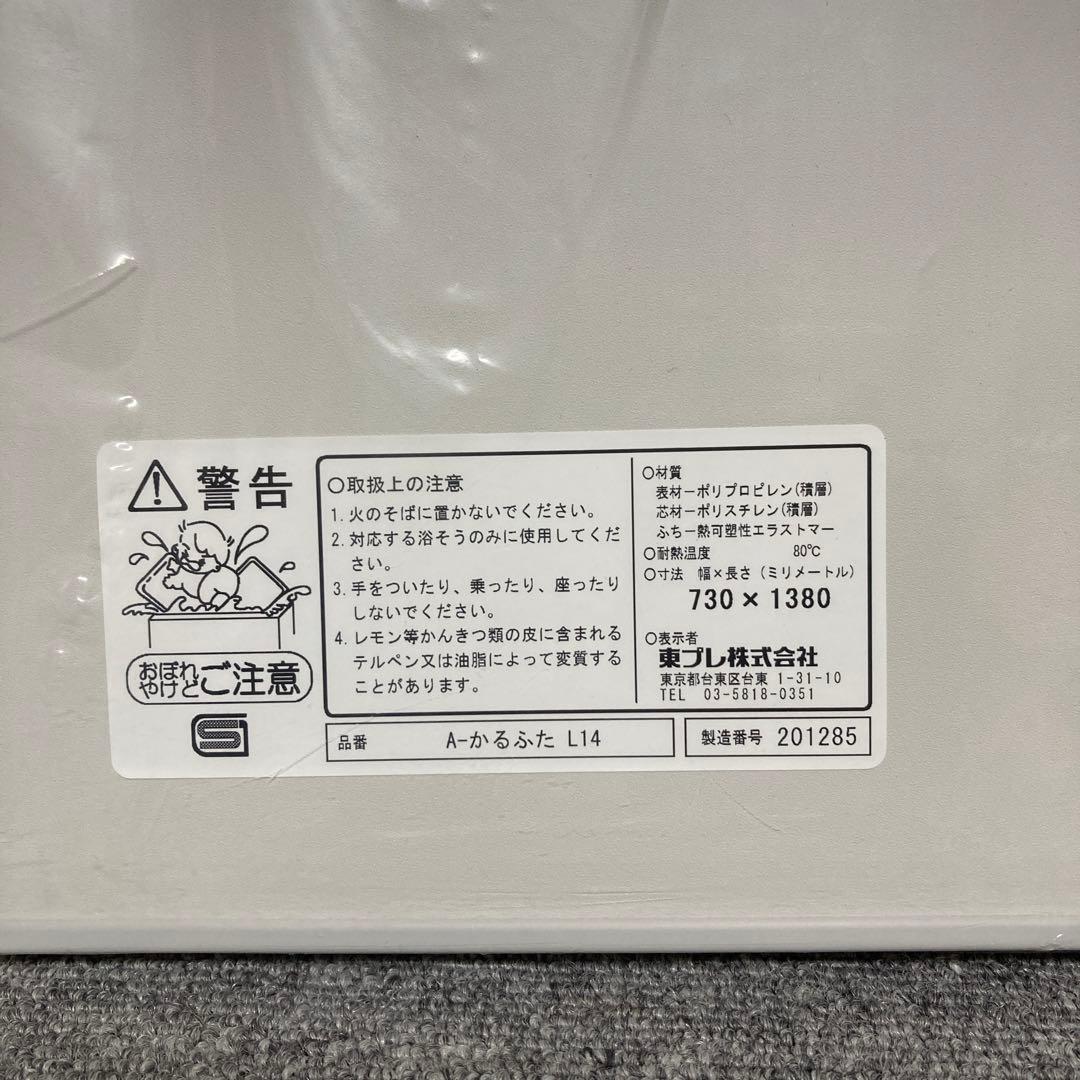 警告
おぼれ
やけど
ご注意
○取扱上の注意
1. 火のそばに置かないでください。
2. 対応する浴そうのみに使用してくだ
さい。
3. 手をついたり、乗ったり、座ったり
しないでください。
4. レモン等かんきつ類の皮に含まれる
テルペン又は油脂によって変質する
ことがあります。
○材質
表材ーポリプロピレン(積層)
芯材ーポリスチレン(積層)
ふちー熱可塑性エラストマー
○耐熱温度 80℃
○寸法 幅×長さ (ミリメートル)
730 × 1380
○表示者
東プレ株式会社
東京都台東区台東 1-31-10
TEL 03-5818-0351
品番 A-かるふた L14
製造番号 201285